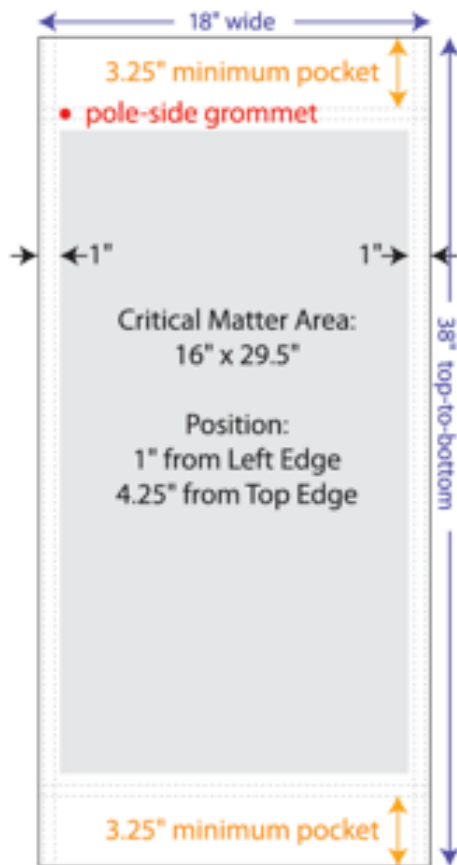 18" wide
3.25" minimum pocket
pole-side grommet
1"
1"
Critical Matter Area:
16" x 29.5"
Position:
1" from Left Edge
4.25" from Top Edge
38" top-to-bottom
3.25" minimum pocket